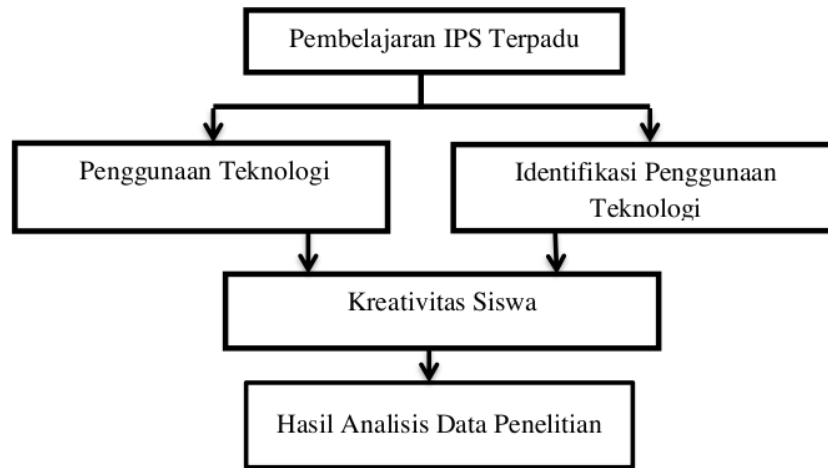 Pembelajaran IPS Terpadu
Penggunaan Teknologi
Identifikasi Penggunaan
Teknologi
Kreativitas Siswa
Hasil Analisis Data Penelitian